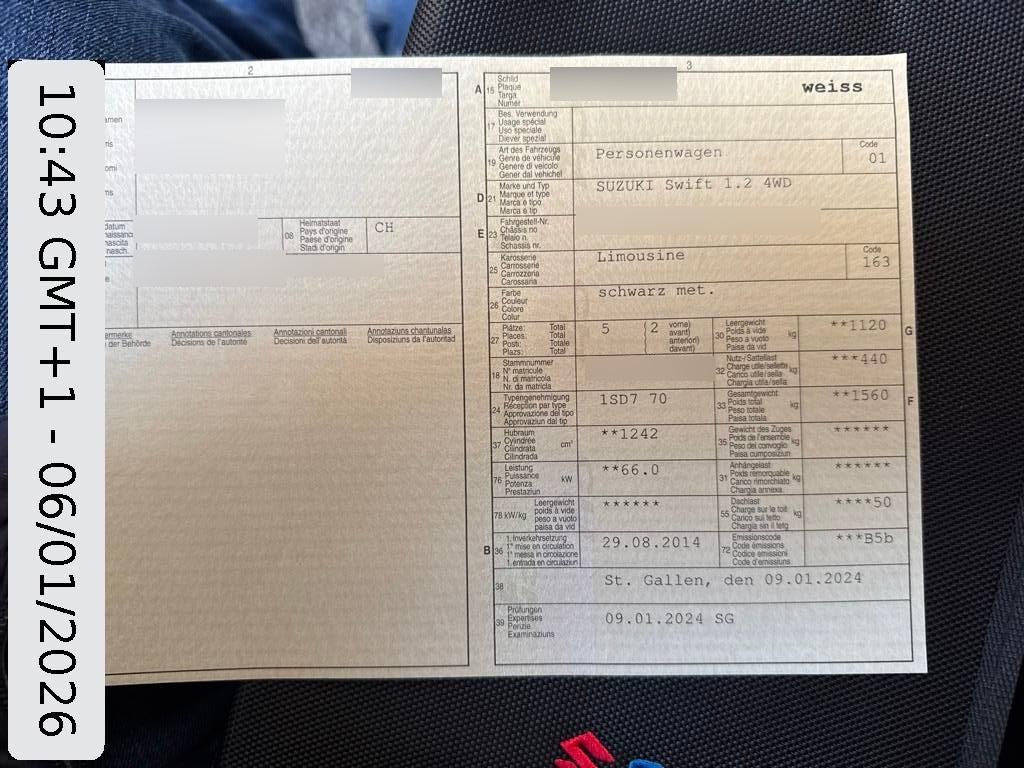 10:43 GMT+1 - 06/01/2026
2
amen
ms
omi
ms
datum
naissance
nascita
nasch.
08 Heimatstaat
Pays d'origine
Paese d'origine
Stadi d'origin
CH
e
der Behörde
Annotations cantonales
Décisions de l'autorité
Annotazioni cantonali
Decisioni dell'autorità
Annotaziuns chantunalas
Disposiziuns da l'autoritad
3
A 15 Schild
Plaque
Targa
Numer
weiss
17 Bes. Verwendung
Usage spécial
Uso speciale
Diever spezial
19 Art des Fahrzeugs
Genre de véhicule
Genere di veicolo
Gener dal vehichel
Personenwagen
Code
01
D 21 Marke und Typ
Marque et type
Marca e tipo
Marca e tip
SUZUKI Swift 1.2 4WD
E 23 Fahrgestell-Nr.
Châssis no
Telaio n.
Schassis nr.
25 Karosserie
Carrosserie
Carrozzeria
Carossaria
Limousine
Code
163
26 Farbe
Couleur
Colore
Colur
schwarz met.
27 Plätze: Total
Places: Total
Posti: Totale
Plazs: Total
5 (2 vorne)
avant)
anteriori)
davant)
30 Leergewicht
Poids à vide
Peso a vuoto
Paisa da vid
kg
**1120
G
18 Stammnummer
N° matricule
N. di matricola
Nr. da matricla
32 Nutz-/Sattellast
Charge utile/sellette
Carico utile/sella
Chargia utila/sella
kg
***440
24 Typengenehmigung
Réception par type
Approvazione del tipo
Approvaziun dal tip
1SD7 70
33 Gesamtgewicht
Poids total
Peso totale
Paisa totala
kg
**1560
F
37 Hubraum
Cylindrée
Cilindrata
Cilindrada
cm³
**1242
35 Gewicht des Zuges
Poids de l'ensemble
Peso del convoglio
Paisa cumposiziun
kg
******
76 Leistung
Puissance
Potenza
Prestaziun
kW
**66.0
31 Anhängelast
Poids remorquable
Carico rimorchiato
Chargia annexa
kg
******
78 kW/kg Leergewicht
poids à vide
peso a vuoto
paisa da vid
******
55 Dachlast
Charge sur le toit
Carico sul tetto
Chargia sin il tetg
kg
****50
B 36 1. Inverkehrsetzung
1re mise en circulation
1a messa in circolazione
1. entrada en circulaziun
29.08.2014
72 Emissionscode
Code émissions
Codice emissioni
Code d'emissiuns
***B5b
38
St. Gallen, den 09.01.2024
39 Prüfungen
Expertises
Perizie
Examinaziuns
09.01.2024 SG